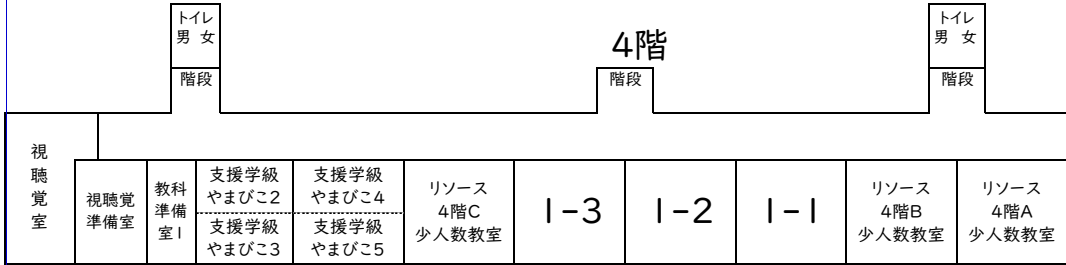 トイレ
男 女
階段
4階
階段
トイレ
男 女
階段
視
聴
覚
室
視聴覚
準備室
教科
準備
室1
支援学級
やまびこ2
支援学級
やまびこ3
支援学級
やまびこ4
支援学級
やまびこ5
リソース
4階C
少人数教室
1-3
1-2
1-1
リソース
4階B
少人数教室
リソース
4階A
少人数教室